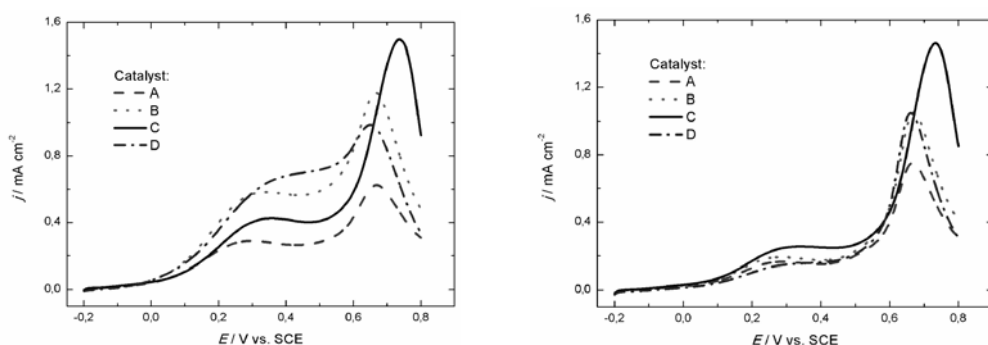 1,6
1,2
0,8
0,4
0,0
j / mA cm⁻²
Catalyst:
A
B
C
D
-0,2 0,0 0,2 0,4 0,6 0,8
E / V vs. SCE
1,6
1,2
0,8
0,4
0,0
j / mA cm⁻²
Catalyst:
A
B
C
D
-0,2 0,0 0,2 0,4 0,6 0,8
E / V vs. SCE